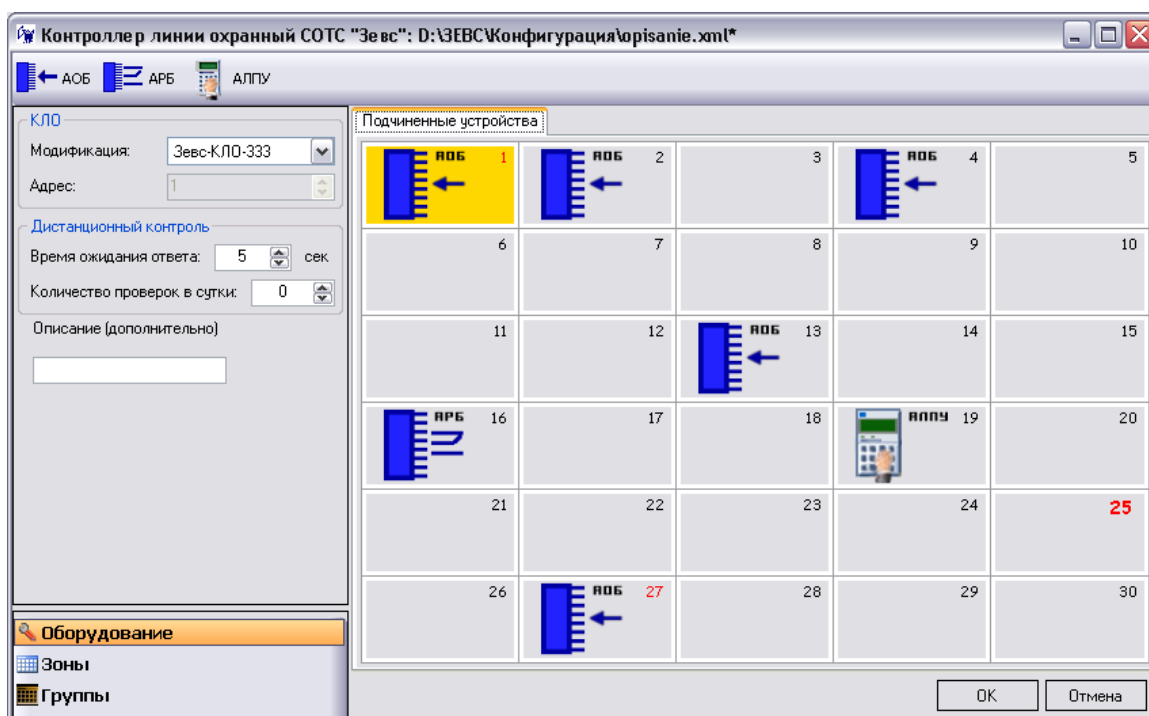 Контроллер линии охранный СОТС "Зевс": D:\ЗЕВС\Конфигурация\opisanie.xml*
АОБ АРБ АЛПУ
КЛО
Модификация: Зевс-КЛО-333
Адрес: 1
Дистанционный контроль
Время ожидания ответа: 5 сек
Количество проверок в сутки: 0
Описание (дополнительно)
Оборудование
Зоны
Группы
Подчиненные устройства
АОБ 1 АОБ 2 3 АОБ 4 5
6 7 8 9 10
11 12 АОБ 13 14 15
АРБ 16 17 18 АЛПУ 19 20
21 22 23 24 25
26 АОБ 27 28 29 30
OK Отмена